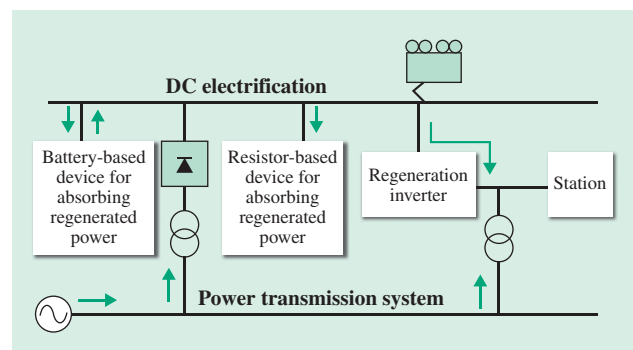 DC electrification
Battery-based
device for
absorbing
regenerated
power
Resistor-based
device for
absorbing
regenerated
power
Regeneration
inverter
Station
Power transmission system